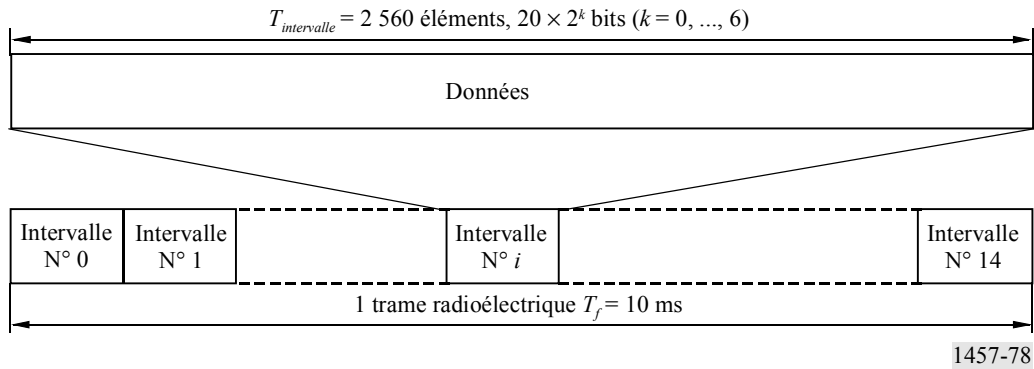 T_intervalle = 2 560 éléments, 20 × 2^k bits (k = 0, ..., 6)
Données
Intervalle N° 0
Intervalle N° 1
Intervalle N° i
Intervalle N° 14
1 trame radioélectrique T_f = 10 ms
1457-78